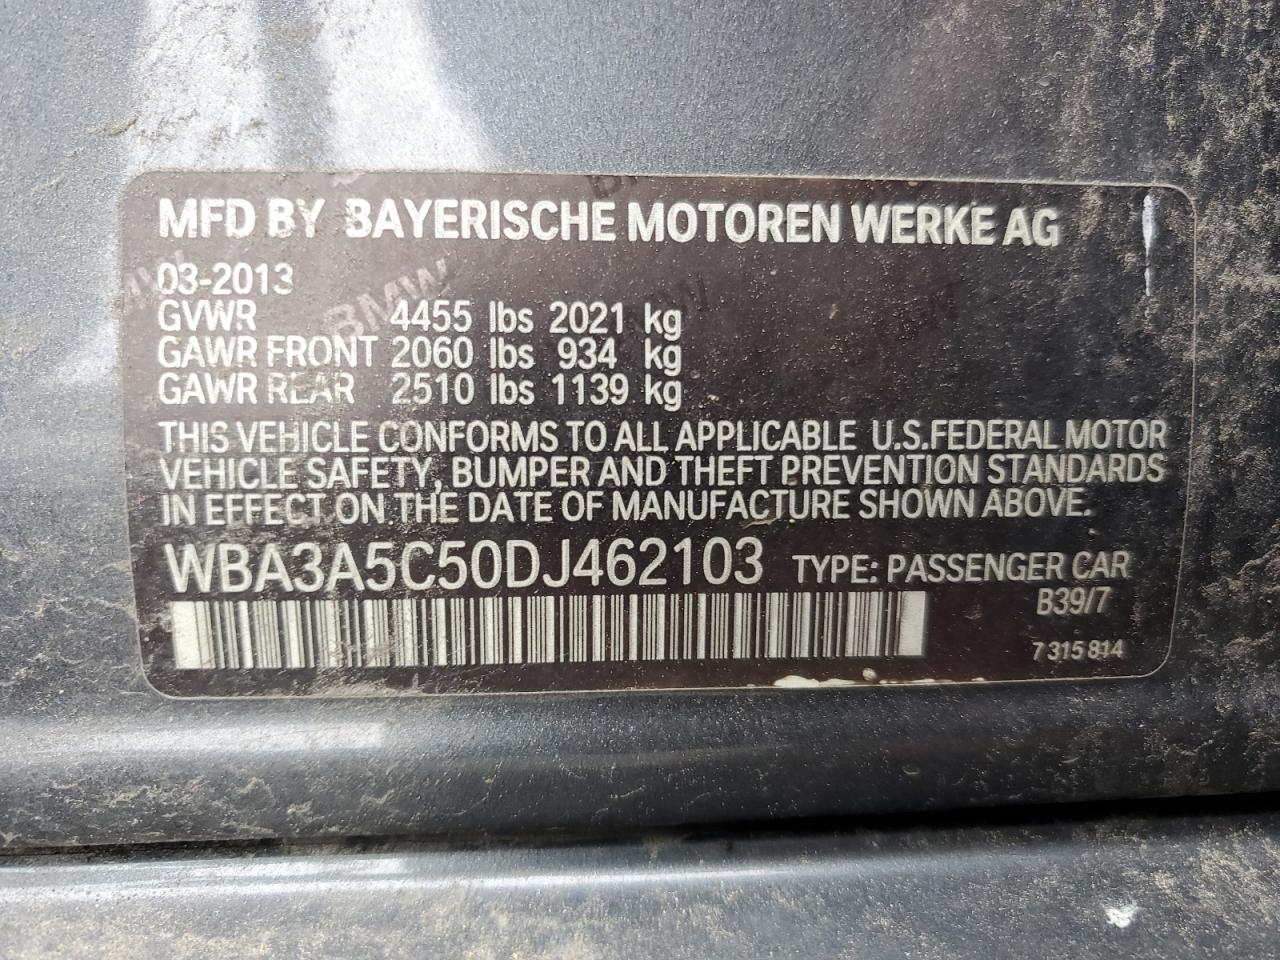 MFD BY BAYERISCHE MOTOREN WERKE AG
03-2013
GVWR 4455 lbs 2021 kg
GAWR FRONT 2060 lbs 934 kg
GAWR REAR 2510 lbs 1139 kg
THIS VEHICLE CONFORMS TO ALL APPLICABLE U.S.FEDERAL MOTOR
VEHICLE SAFETY, BUMPER AND THEFT PREVENTION STANDARDS
IN EFFECT ON THE DATE OF MANUFACTURE SHOWN ABOVE.
WBA3A5C50DJ462103 TYPE: PASSENGER CAR
B39/7
7 315 814
BMW
BMW